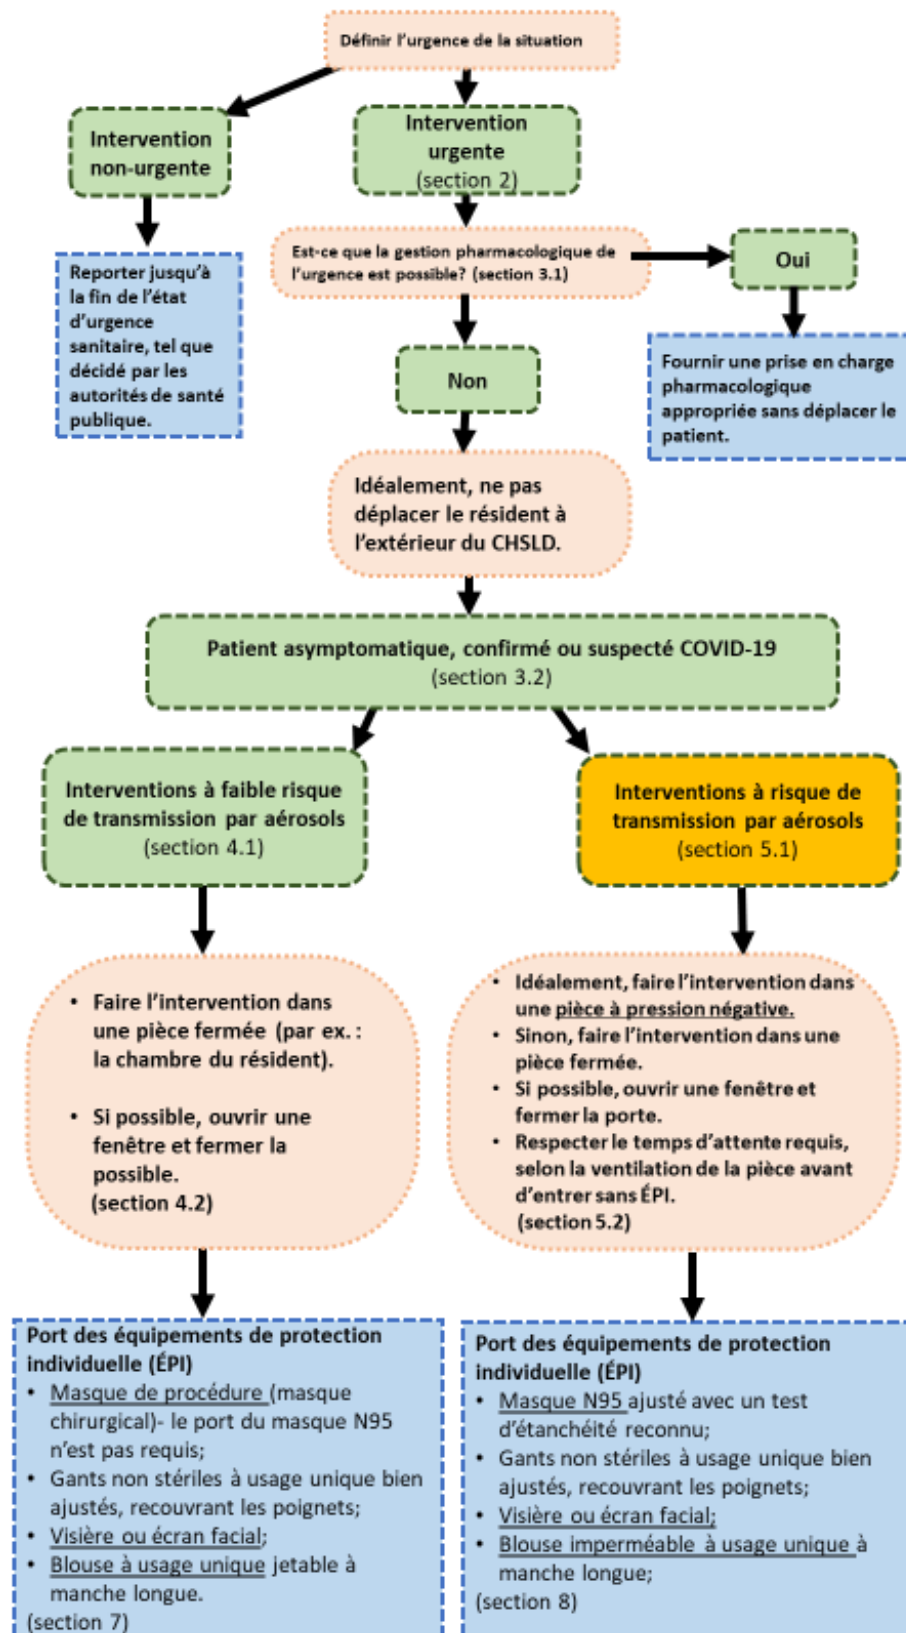 Définir l'urgence de la situation
Intervention
non-urgente
Intervention
urgente
(section 2)
Reporter jusqu'à
la fin de l'état
d'urgence
sanitaire, tel que
décidé par les
autorités de santé
publique.
Est-ce que la gestion pharmacologique de
l'urgence est possible? (section 3.1)
Oui
Fournir une prise en charge
pharmacologique
appropriée sans déplacer le
patient.
Non
Idéalement, ne pas
déplacer le résident à
l'extérieur du CHSLD.
Patient asymptomatique, confirmé ou suspecté COVID-19
(section 3.2)
Interventions à faible risque
de transmission par aérosols
(section 4.1)
Interventions à risque de
transmission par aérosols
(section 5.1)
• Faire l'intervention dans
une pièce fermée (par ex. :
la chambre du résident).
• Si possible, ouvrir une
fenêtre et fermer la
possible.
(section 4.2)
• Idéalement, faire l'intervention dans
une pièce à pression négative.
• Sinon, faire l'intervention dans une
pièce fermée.
• Si possible, ouvrir une fenêtre et
fermer la porte.
• Respecter le temps d'attente requis,
selon la ventilation de la pièce avant
d'entrer sans ÉPI.
(section 5.2)
Port des équipements de protection
individuelle (ÉPI)
• Masque de procédure (masque
chirurgical)- le port du masque N95
n'est pas requis;
• Gants non stériles à usage unique bien
ajustés, recouvrant les poignets;
• Visière ou écran facial;
• Blouse à usage unique jetable à
manche longue.
(section 7)
Port des équipements de protection
individuelle (ÉPI)
• Masque N95 ajusté avec un test
d'étanchéité reconnu;
• Gants non stériles à usage unique bien
ajustés, recouvrant les poignets;
• Visière ou écran facial;
• Blouse imperméable à usage unique à
manche longue;
(section 8)